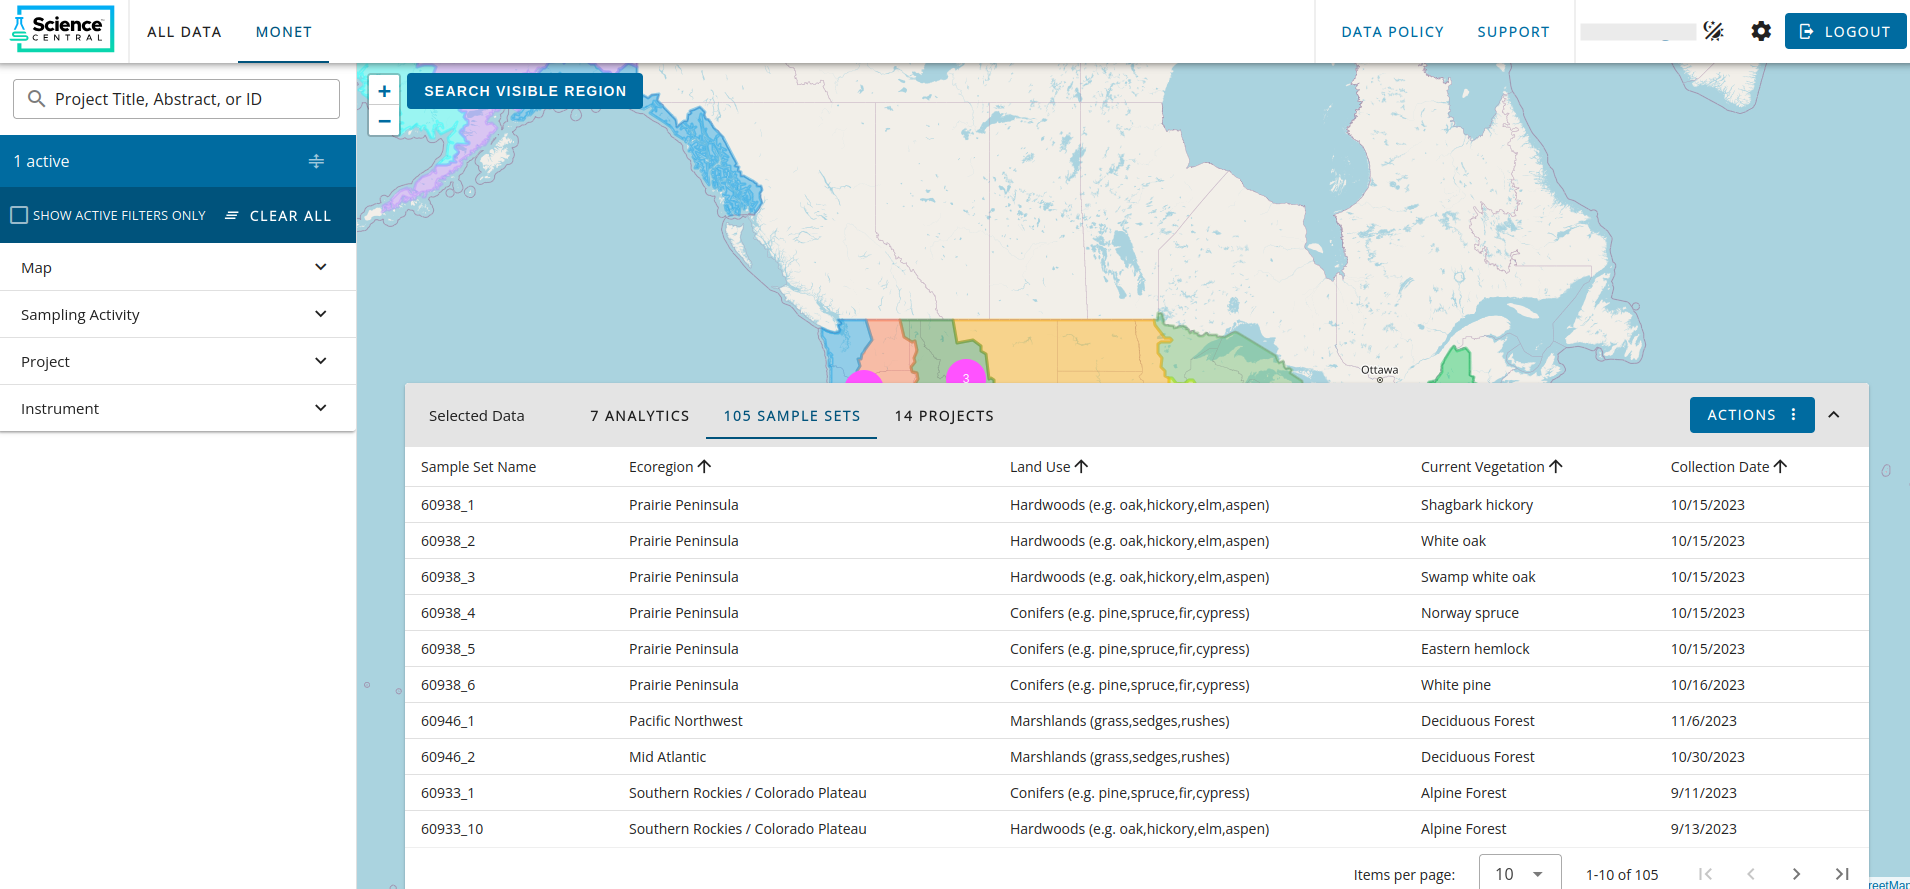 Science
CENTRAL
ALL DATA
MONET
DATA POLICY
SUPPORT
LOGOUT
Project Title, Abstract, or ID
1 active
SHOW ACTIVE FILTERS ONLY
CLEAR ALL
Map
Sampling Activity
Project
Instrument
+
−
SEARCH VISIBLE REGION
3
Ottawa
Selected Data
7 ANALYTICS
105 SAMPLE SETS
14 PROJECTS
ACTIONS
Sample Set Name Ecoregion Land Use Current Vegetation Collection Date
60938_1 Prairie Peninsula Hardwoods (e.g. oak,hickory,elm,aspen) Shagbark hickory 10/15/2023
60938_2 Prairie Peninsula Hardwoods (e.g. oak,hickory,elm,aspen) White oak 10/15/2023
60938_3 Prairie Peninsula Hardwoods (e.g. oak,hickory,elm,aspen) Swamp white oak 10/15/2023
60938_4 Prairie Peninsula Conifers (e.g. pine,spruce,fir,cypress) Norway spruce 10/15/2023
60938_5 Prairie Peninsula Conifers (e.g. pine,spruce,fir,cypress) Eastern hemlock 10/15/2023
60938_6 Prairie Peninsula Conifers (e.g. pine,spruce,fir,cypress) White pine 10/16/2023
60946_1 Pacific Northwest Marshlands (grass,sedges,rushes) Deciduous Forest 11/6/2023
60946_2 Mid Atlantic Marshlands (grass,sedges,rushes) Deciduous Forest 10/30/2023
60933_1 Southern Rockies / Colorado Plateau Conifers (e.g. pine,spruce,fir,cypress) Alpine Forest 9/11/2023
60933_10 Southern Rockies / Colorado Plateau Hardwoods (e.g. oak,hickory,elm,aspen) Alpine Forest 9/13/2023
Items per page: 10 1-10 of 105